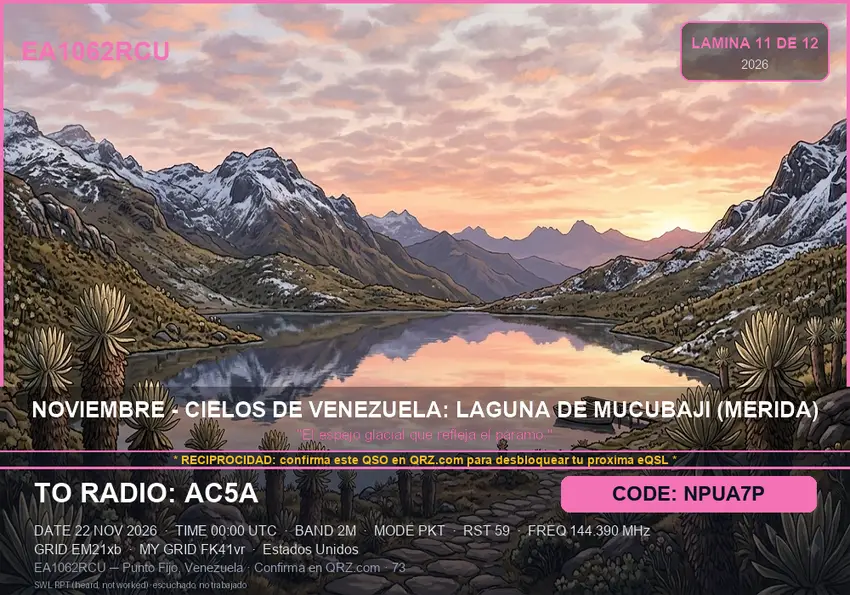 EA1062RCU
LAMINA 11 DE 12
2026
NOVIEMBRE - CIELOS DE VENEZUELA: LAGUNA DE MUCUBAJI (MERIDA)
"El espejo glacial que refleja el paramo."
* RECIPROCIDAD: confirma este QSO en QRZ.com para desbloquear tu proxima eQSL *
TO RADIO: AC5A
CODE: NPUA7P
DATE 22 NOV 2026 · TIME 00:00 UTC · BAND 2M · MODE PKT · RST 59 · FREQ 144.390 MHz
GRID EM21xb · MY GRID FK41vr · Estados Unidos
EA1062RCU — Punto Fijo, Venezuela · Confirma en QRZ.com · 73
SWL RPT (heard, not worked) · escuchado, no trabajado